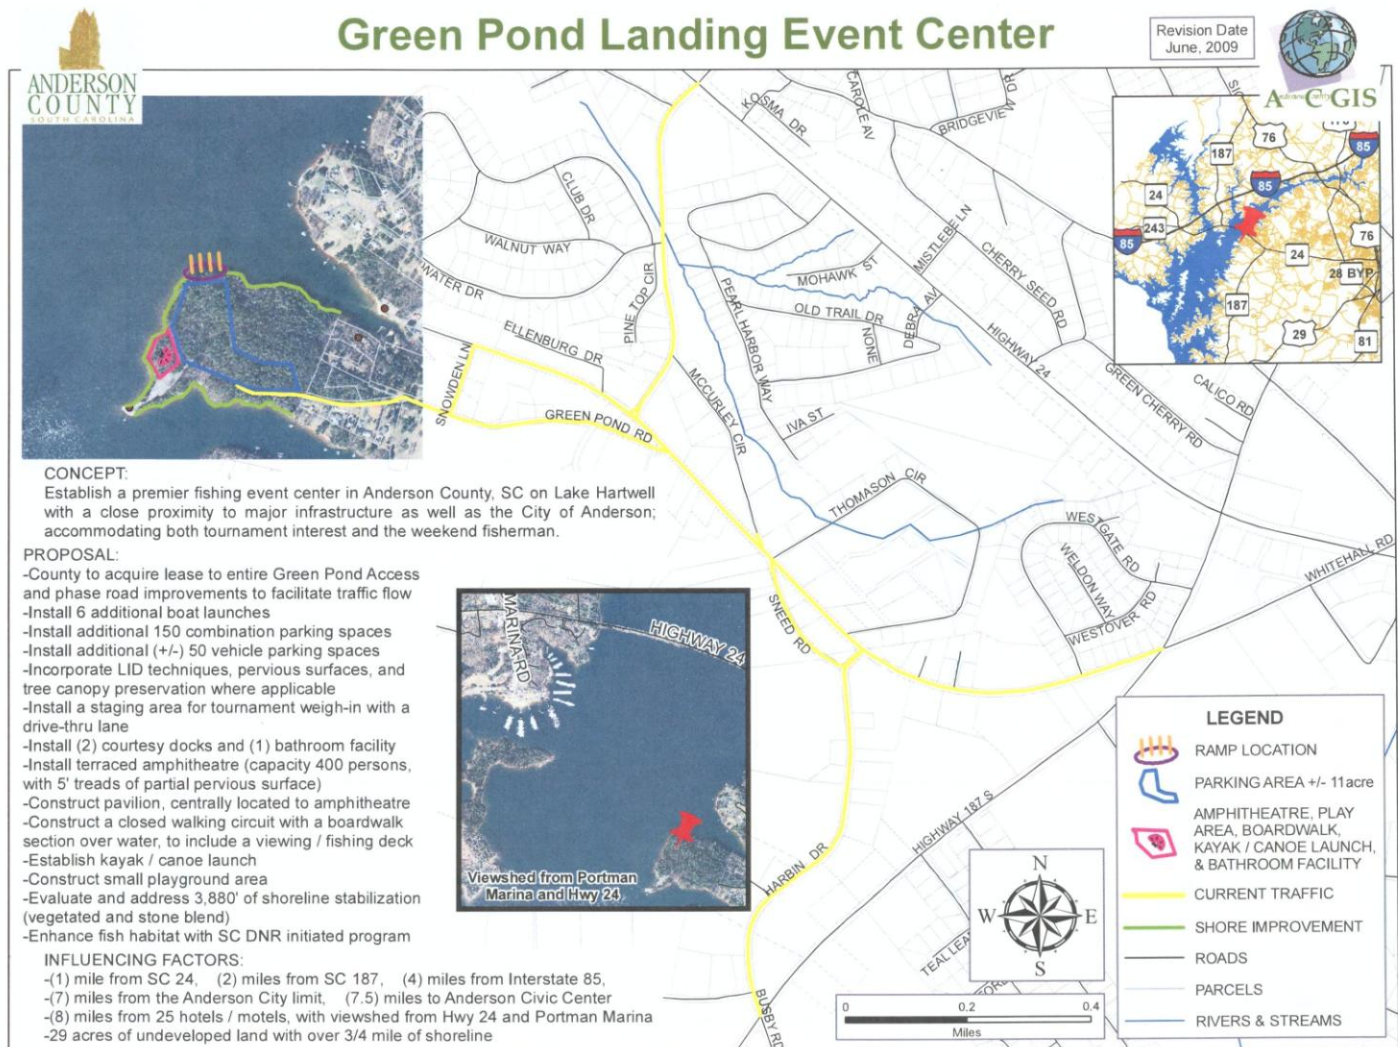 Green Pond Landing Event Center
Revision Date
June, 2009
ANDERSON
COUNTY
SOUTH CAROLINA
GIS
CONCEPT:
Establish a premier fishing event center in Anderson County, SC on Lake Hartwell
with a close proximity to major infrastructure as well as the City of Anderson;
accommodating both tournament interest and the weekend fisherman.
PROPOSAL:
-County to acquire lease to entire Green Pond Access
and phase road improvements to facilitate traffic flow
-Install 6 additional boat launches
-Install additional 150 combination parking spaces
-Install additional (+/-) 50 vehicle parking spaces
-Incorporate LID techniques, pervious surfaces, and
tree canopy preservation where applicable
-Install a staging area for tournament weigh-in with a
drive-thru lane
-Install (2) courtesy docks and (1) bathroom facility
-Install terraced amphitheatre (capacity 400 persons,
with 5' treads of partial pervious surface)
-Construct pavilion, centrally located to amphitheatre
-Construct a closed walking circuit with a boardwalk
section over water, to include a viewing / fishing deck
-Establish kayak / canoe launch
-Construct small playground area
-Evaluate and address 3,880' of shoreline stabilization
(vegetated and stone blend)
-Enhance fish habitat with SC DNR initiated program
INFLUENCING FACTORS:
-(1) mile from SC 24, (2) miles from SC 187, (4) miles from Interstate 85,
-(7) miles from the Anderson City limit, (7.5) miles to Anderson Civic Center
-(8) miles from 25 hotels / motels, with viewshed from Hwy 24 and Portman Marina
-29 acres of undeveloped land with over 3/4 mile of shoreline
KOSMA DR
CAROLE AV
BRIDGEVIE
DR
CLUB DR
WALNUT WAY
WATER DR
PINE TOP CIR
ELLENBURG DR
SNOWDEN LN
GREEN POND RD
MCCURLEY CIR
PEARL HARBOR WAY
MOHAWK ST
OLD TRAIL DR
NONE
DEBRA AV
MISTLEBE LN
CHERRY SEED RD
HIGHWAY 24
GREEN CHERRY RD
CALICO RD
IVA ST
THOMASON CIR
WESTGATE RD
WELDON WAY
WESTOVER RD
WHITEHALL RD
SNEED RD
HARBIN DR
HIGHWAY 187 S
BUSBY RD
TEAL LEA
MARINA RD
HIGHWAY 24
Viewshed from Portman
Marina and Hwy 24
76
187
85
85
24
243
85
76
24
28 BYP
187
29
81
N
W
E
S
0
0.2
0.4
Miles
LEGEND
RAMP LOCATION
PARKING AREA +/- 11acre
AMPHITHEATRE, PLAY
AREA, BOARDWALK,
KAYAK / CANOE LAUNCH,
& BATHROOM FACILITY
CURRENT TRAFFIC
SHORE IMPROVEMENT
ROADS
PARCELS
RIVERS & STREAMS